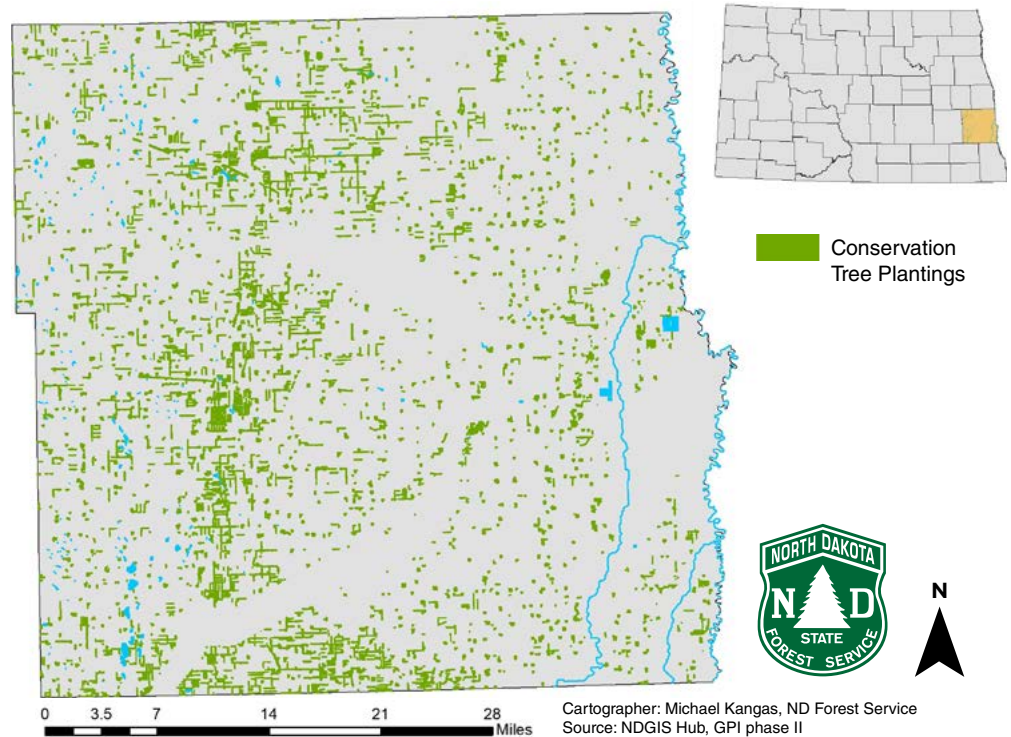 Conservation
Tree Plantings
NORTH DAKOTA
N D
STATE
FOREST SERVICE
N
0 3.5 7 14 21 28
Miles
Cartographer: Michael Kangas, ND Forest Service
Source: NDGIS Hub, GPI phase II